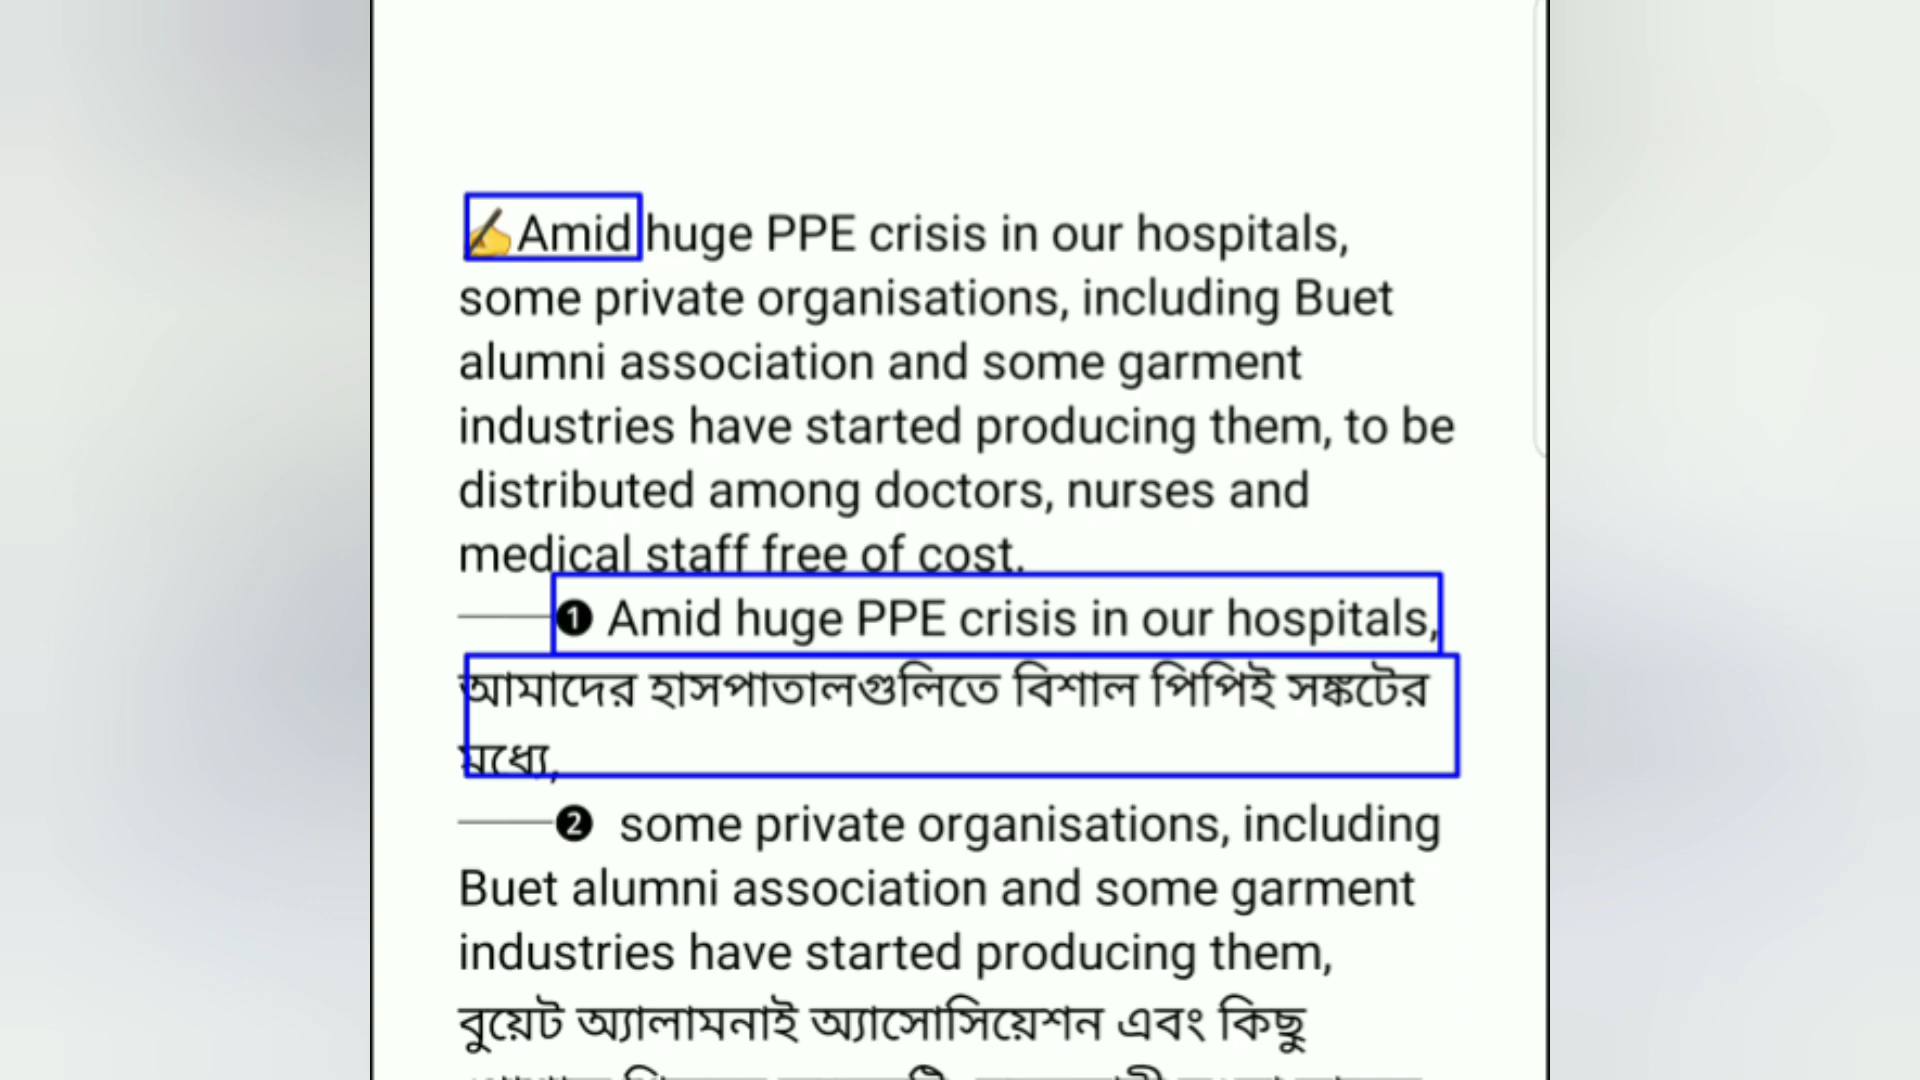 ✍Amid huge PPE crisis in our hospitals,
some private organisations, including Buet
alumni association and some garment
industries have started producing them, to be
distributed among doctors, nurses and
medical staff free of cost.
——❶ Amid huge PPE crisis in our hospitals,
আমাদের হাসপাতালগুলিতে বিশাল পিপিই সঙ্কটের
মধ্যে,
——❷ some private organisations, including
Buet alumni association and some garment
industries have started producing them,
বুয়েট অ্যালামনাই অ্যাসোসিয়েশন এবং কিছু